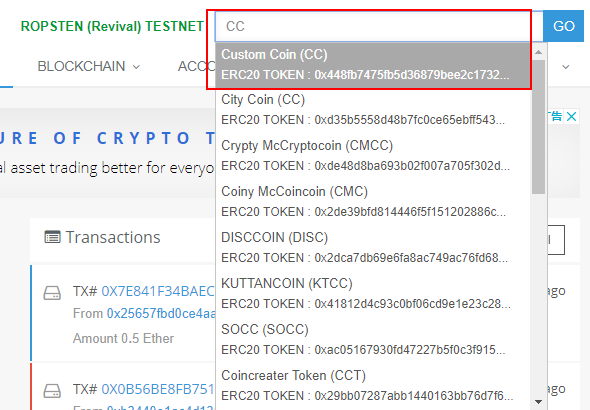 ROPSTEN (Revival) TESTNET
CC
GO
BLOCKCHAIN
ACCO
Custom Coin (CC)
ERC20 TOKEN : 0x448fb7475fb5d36879bee2c1732...
City Coin (CC)
ERC20 TOKEN : 0xd35b5558d48b7fc0ce65ebff543...
Crypty McCryptocoin (CMCC)
ERC20 TOKEN : 0xde48d8ba693b02f007a705f302d...
Coiny McCoincoin (CMC)
ERC20 TOKEN : 0x2de39bfd814446f5f151202886c...
DISCCOIN (DISC)
ERC20 TOKEN : 0x2dca7db69e6fa8ac749ac76fd68...
KUTTANCOIN (KTCC)
ERC20 TOKEN : 0x41812d4c93c0bf06cd9e1e23c28...
SOCC (SOCC)
ERC20 TOKEN : 0xac05167930fd47227b5f0c3f915...
Coincreater Token (CCT)
ERC20 TOKEN : 0x29bb07287abb1440163bb76d7f6...
URE OF CRYPTO T
al asset trading better for everyo
告
Transactions
TX# 0X7E841F34BAEC
ago
From 0x25657fbd0ce4aa
Amount 0.5 Ether
TX# 0X0B56BE8FB751
ago